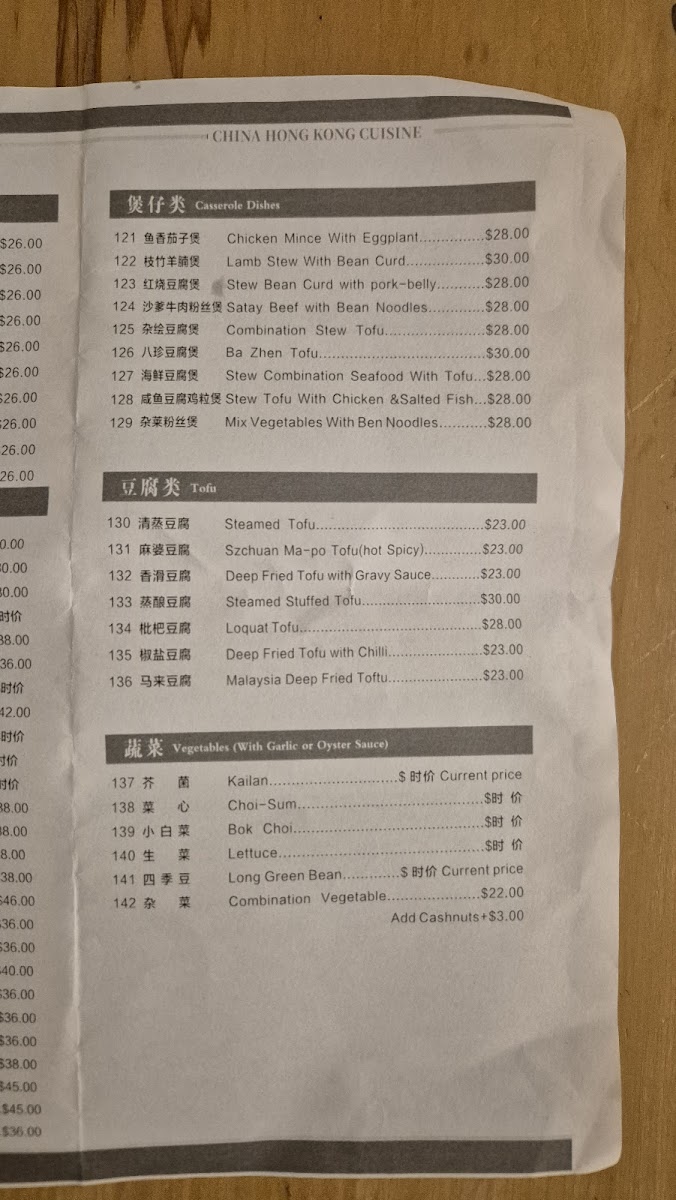 CHINA HONG KONG CUISINE
$26.00
$26.00
$26.00
$26.00
$26.00
$26.00
$26.00
$26.00
26.00
26.00
0.00
30.00
30.00
时价
38.00
36.00
时价
42.00
时价
时价
时价
38.00
38.00
8.00
38.00
$46.00
$36.00
$36.00
$40.00
$36.00
$36.00
$36.00
$38.00
$45.00
$45.00
$36.00
煲仔类 Casserole Dishes
121 鱼香茄子煲 Chicken Mince With Eggplant...............$28.00
122 枝竹羊腩煲 Lamb Stew With Bean Curd..................$30.00
123 红烧豆腐煲 Stew Bean Curd with pork-belly...........$28.00
124 沙爹牛肉粉丝煲 Satay Beef with Bean Noodles.............$28.00
125 杂绘豆腐煲 Combination Stew Tofu.......................$28.00
126 八珍豆腐煲 Ba Zhen Tofu......................................$30.00
127 海鲜豆腐煲 Stew Combination Seafood With Tofu...$28.00
128 咸鱼豆腐鸡粒煲 Stew Tofu With Chicken &Salted Fish...$28.00
129 杂菜粉丝煲 Mix Vegetables With Ben Noodles...........$28.00
豆腐类 Tofu
130 清蒸豆腐 Steamed Tofu.......................................$23.00
131 麻婆豆腐 Szchuan Ma-po Tofu(hot Spicy).............$23.00
132 香滑豆腐 Deep Fried Tofu with Gravy Sauce...........$23.00
133 蒸酿豆腐 Steamed Stuffed Tofu...........................$30.00
134 枇杷豆腐 Loquat Tofu..........................................$28.00
135 椒盐豆腐 Deep Fried Tofu with Chilli.....................$23.00
136 马来豆腐 Malaysia Deep Fried Toftu.....................$23.00
蔬菜 Vegetables (With Garlic or Oyster Sauce)
137 芥 菌 Kailan..............................$ 时价 Current price
138 菜 心 Choi-Sum...........................................$时 价
139 小 白 菜 Bok Choi............................................$时 价
140 生 菜 Lettuce...............................................$时 价
141 四 季 豆 Long Green Bean.............$ 时价 Current price
142 杂 菜 Combination Vegetable.....................$22.00
Add Cashnuts+$3.00